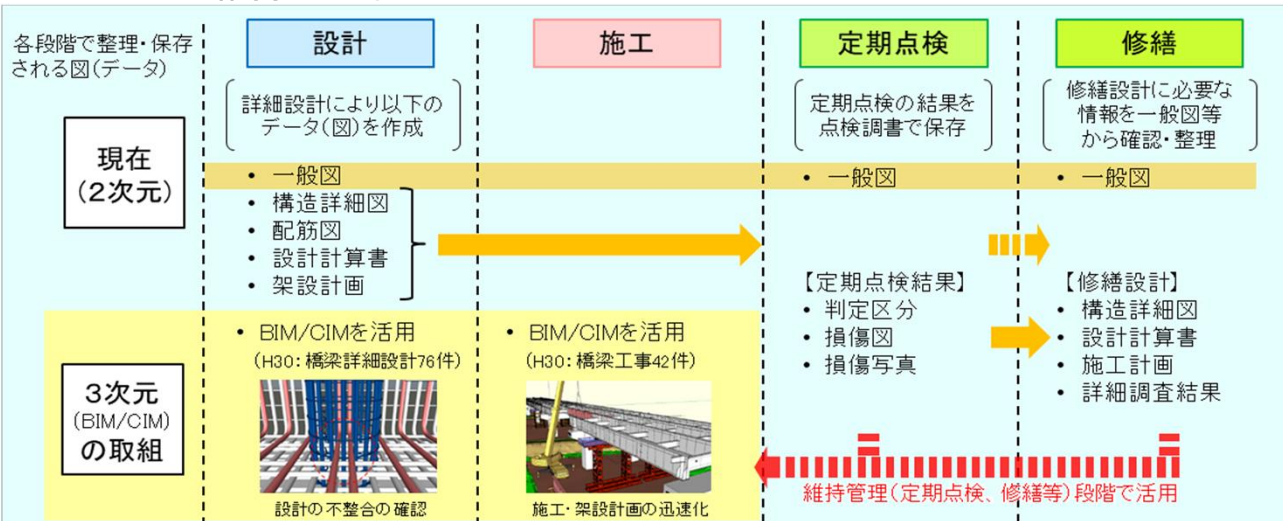 各段階で整理・保存
される図(データ)
設計
施工
定期点検
修繕
現在
(2次元)
詳細設計により以下の
データ(図)を作成
定期点検の結果を
点検調書で保存
修繕設計に必要な
情報を一般図等
から確認・整理
• 一般図
• 構造詳細図
• 配筋図
• 設計計算書
• 架設計画
• 一般図
【定期点検結果】
• 判定区分
• 損傷図
• 損傷写真
• 一般図
【修繕設計】
• 構造詳細図
• 設計計算書
• 施工計画
• 詳細調査結果
3次元
(BIM/CIM)
の取組
• BIM/CIMを活用
(H30:橋梁詳細設計76件)
設計の不整合の確認
• BIM/CIMを活用
(H30:橋梁工事42件)
施工・架設計画の迅速化
維持管理(定期点検、修繕等)段階で活用